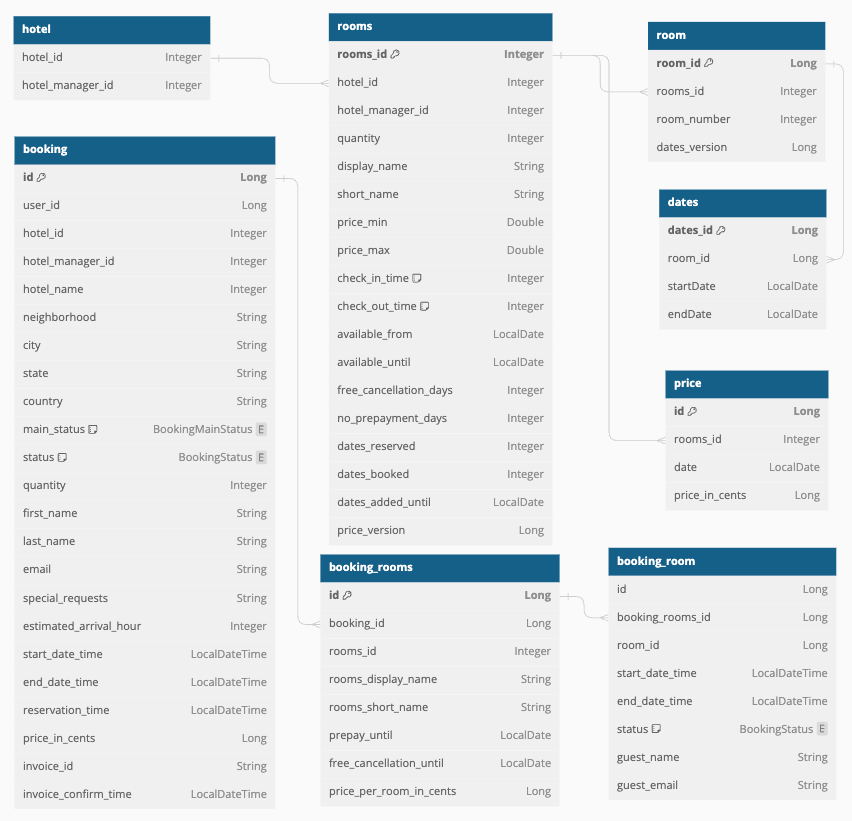 hotel
hotel_id Integer
hotel_manager_id Integer
rooms
rooms_id Integer
hotel_id Integer
hotel_manager_id Integer
quantity Integer
display_name String
short_name String
price_min Double
price_max Double
check_in_time Integer
check_out_time Integer
available_from LocalDate
available_until LocalDate
free_cancellation_days Integer
no_prepayment_days Integer
dates_reserved Integer
dates_booked Integer
dates_added_until LocalDate
price_version Long
room
room_id Long
rooms_id Integer
room_number Integer
dates_version Long
booking
id Long
user_id Long
hotel_id Integer
hotel_manager_id Integer
hotel_name Integer
neighborhood String
city String
state String
country String
main_status BookingMainStatus E
status BookingStatus E
quantity Integer
first_name String
last_name String
email String
special_requests String
estimated_arrival_hour Integer
start_date_time LocalDateTime
end_date_time LocalDateTime
reservation_time LocalDateTime
price_in_cents Long
invoice_id String
invoice_confirm_time LocalDateTime
dates
dates_id Long
room_id Long
startDate LocalDate
endDate LocalDate
price
id Long
rooms_id Integer
date LocalDate
price_in_cents Long
booking_rooms
id Long
booking_id Long
rooms_id Integer
rooms_display_name String
rooms_short_name String
prepay_until LocalDate
free_cancellation_until LocalDate
price_per_room_in_cents Long
booking_room
id Long
booking_rooms_id Long
room_id Long
start_date_time LocalDateTime
end_date_time LocalDateTime
status BookingStatus E
guest_name String
guest_email String